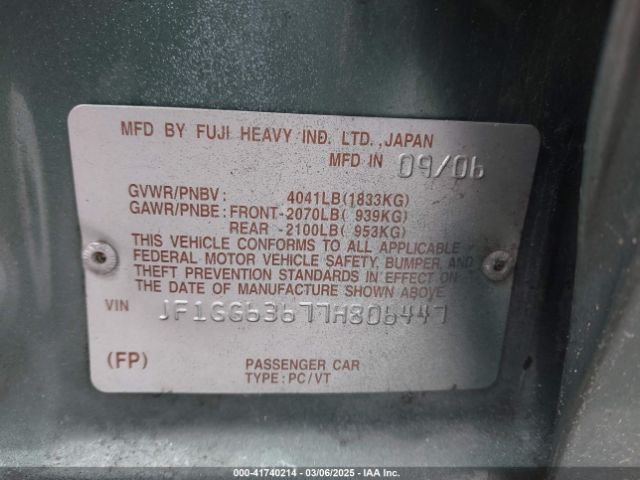 MFD BY FUJI HEAVY IND. LTD., JAPAN
MFD IN 09/06
GVWR/PNBV: 4041LB(1833KG)
GAWR/PNBE: FRONT-2070LB( 939KG)
REAR -2100LB( 953KG)
THIS VEHICLE CONFORMS TO ALL APPLICABLE
FEDERAL MOTOR VEHICLE SAFETY, BUMPER, AND
THEFT PREVENTION STANDARDS IN EFFECT ON
THE DATE OF MANUFACTURE SHOWN ABOVE.
VIN JF1GG63677H806447
(FP) PASSENGER CAR
TYPE: PC/VT
000-41740214 - 03/06/2025 - IAA Inc.